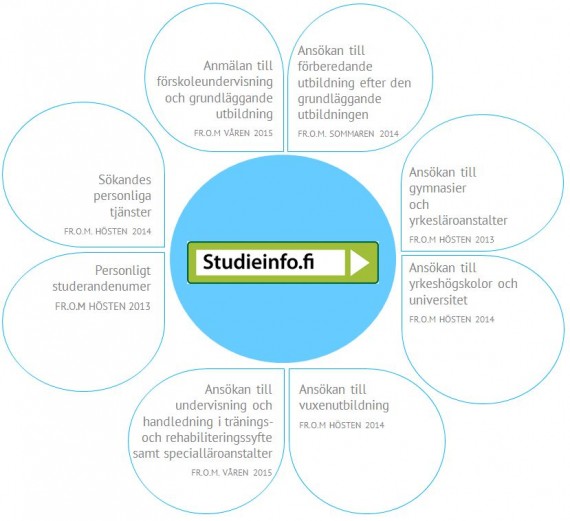 Anmälan till
förskoleundervisning
och grundläggande
utbildning
FR.O.M VÅREN 2015
Ansökan till
förberedande
utbildning efter den
grundläggande
utbildningen
FR.O.M. SOMMAREN 2014
Sökandes
personliga
tjänster
FR.O.M. HÖSTEN 2014
Ansökan till
gymnasier
och
yrkesläroanstalter
FR.O.M HÖSTEN 2013
Studieinfo.fi
Personligt
studerandenumer
FR.O.M HÖSTEN 2013
Ansökan till
yrkeshögskolor och
universitet
FR.O.M HÖSTEN 2014
Ansökan till
undervisning och
handledning i tränings-
och rehabiliteringssyfte
samt specialläroanstalter
FR.O.M. VÅREN 2015
Ansökan till
vuxenutbildning
FR.O.M HÖSTEN 2014